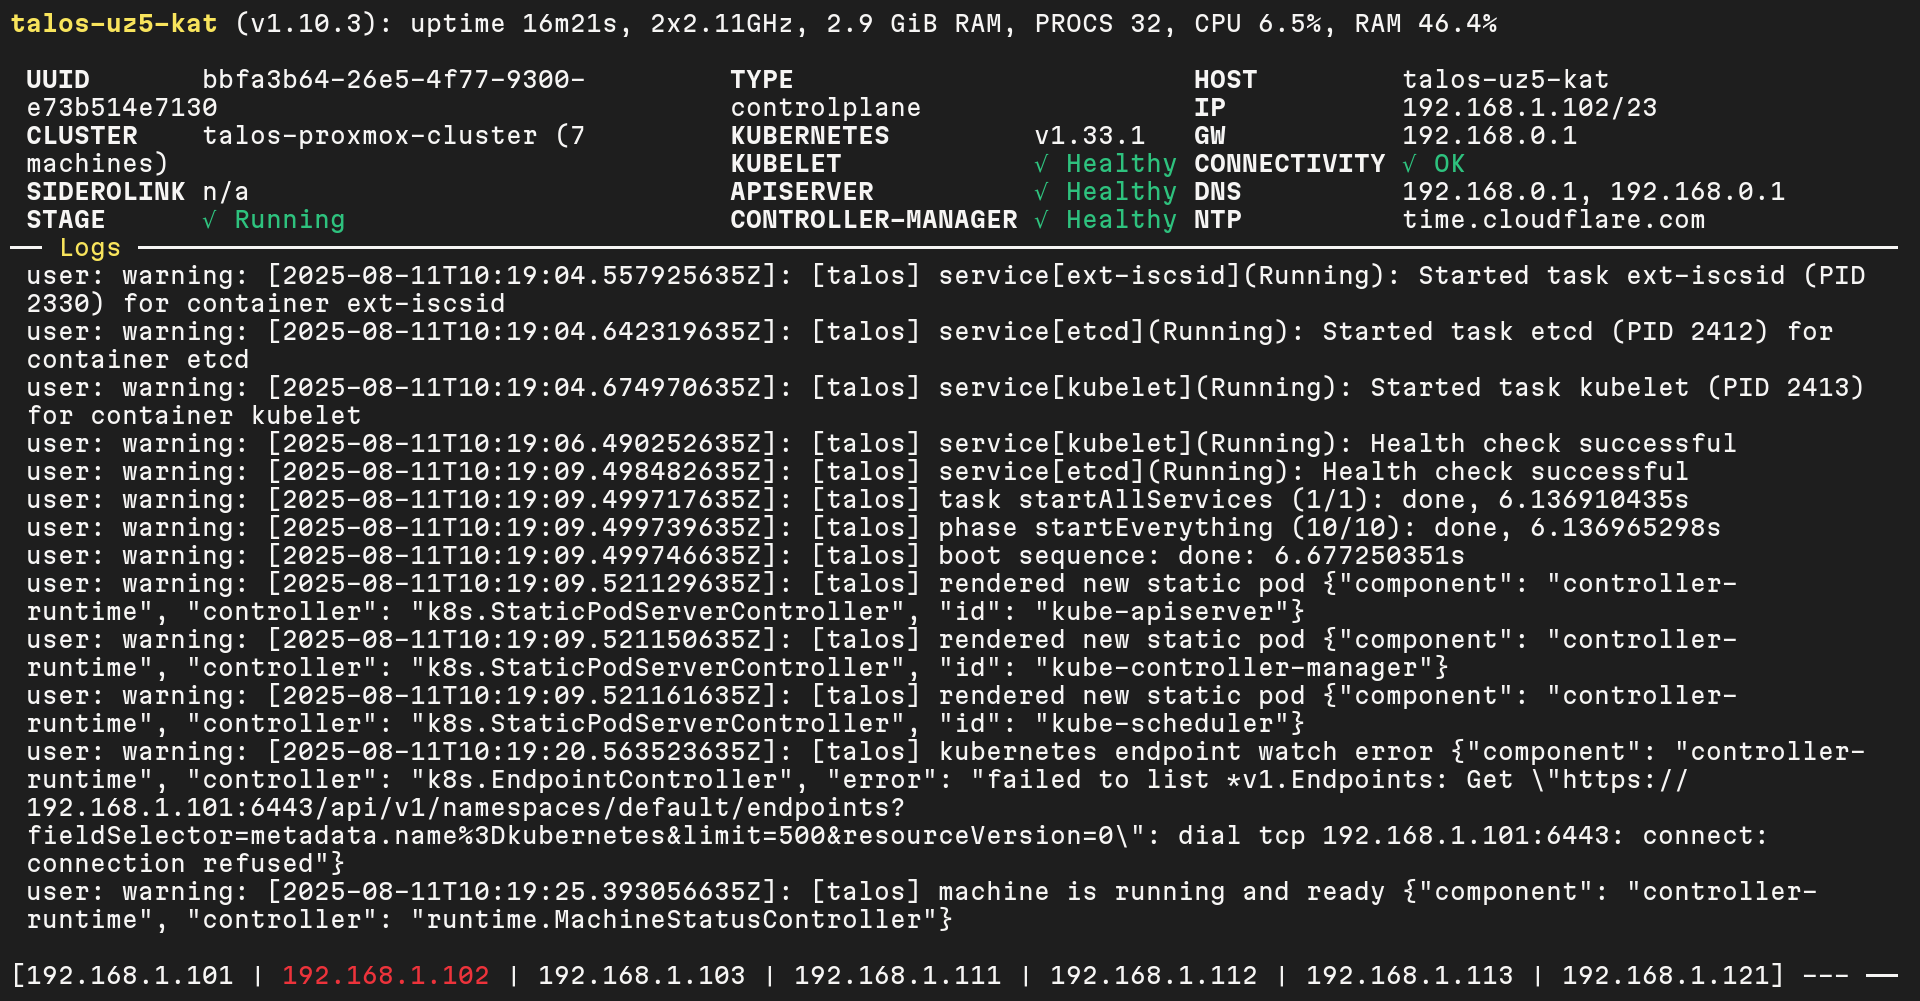 talos-uz5-kat (v1.10.3): uptime 16m21s, 2x2.11GHz, 2.9 GiB RAM, PROCS 32, CPU 6.5%, RAM 46.4%
UUID bbfa3b64-26e5-4f77-9300- TYPE HOST talos-uz5-kat
e73b514e7130 controlplane IP 192.168.1.102/23
CLUSTER talos-proxmox-cluster (7 KUBERNETES v1.33.1 GW 192.168.0.1
machines) KUBELET √ Healthy CONNECTIVITY √ OK
SIDEROLINK n/a APISERVER √ Healthy DNS 192.168.0.1, 192.168.0.1
STAGE √ Running CONTROLLER-MANAGER √ Healthy NTP time.cloudflare.com
Logs
user: warning: [2025-08-11T10:19:04.557925635Z]: [talos] service[ext-iscsid](Running): Started task ext-iscsid (PID
2330) for container ext-iscsid
user: warning: [2025-08-11T10:19:04.642319635Z]: [talos] service[etcd](Running): Started task etcd (PID 2412) for
container etcd
user: warning: [2025-08-11T10:19:04.674970635Z]: [talos] service[kubelet](Running): Started task kubelet (PID 2413)
for container kubelet
user: warning: [2025-08-11T10:19:06.490252635Z]: [talos] service[kubelet](Running): Health check successful
user: warning: [2025-08-11T10:19:09.498482635Z]: [talos] service[etcd](Running): Health check successful
user: warning: [2025-08-11T10:19:09.499717635Z]: [talos] task startAllServices (1/1): done, 6.136910435s
user: warning: [2025-08-11T10:19:09.499739635Z]: [talos] phase startEverything (10/10): done, 6.136965298s
user: warning: [2025-08-11T10:19:09.499746635Z]: [talos] boot sequence: done: 6.677250351s
user: warning: [2025-08-11T10:19:09.521129635Z]: [talos] rendered new static pod {"component": "controller-
runtime", "controller": "k8s.StaticPodServerController", "id": "kube-apiserver"}
user: warning: [2025-08-11T10:19:09.521150635Z]: [talos] rendered new static pod {"component": "controller-
runtime", "controller": "k8s.StaticPodServerController", "id": "kube-controller-manager"}
user: warning: [2025-08-11T10:19:09.521161635Z]: [talos] rendered new static pod {"component": "controller-
runtime", "controller": "k8s.StaticPodServerController", "id": "kube-scheduler"}
user: warning: [2025-08-11T10:19:20.563523635Z]: [talos] kubernetes endpoint watch error {"component": "controller-
runtime", "controller": "k8s.EndpointController", "error": "failed to list *v1.Endpoints: Get \"https://
192.168.1.101:6443/api/v1/namespaces/default/endpoints?
fieldSelector=metadata.name%3Dkubernetes&limit=500&resourceVersion=0\": dial tcp 192.168.1.101:6443: connect:
connection refused"}
user: warning: [2025-08-11T10:19:25.393056635Z]: [talos] machine is running and ready {"component": "controller-
runtime", "controller": "runtime.MachineStatusController"}
[192.168.1.101 | 192.168.1.102 | 192.168.1.103 | 192.168.1.111 | 192.168.1.112 | 192.168.1.113 | 192.168.1.121] --- —